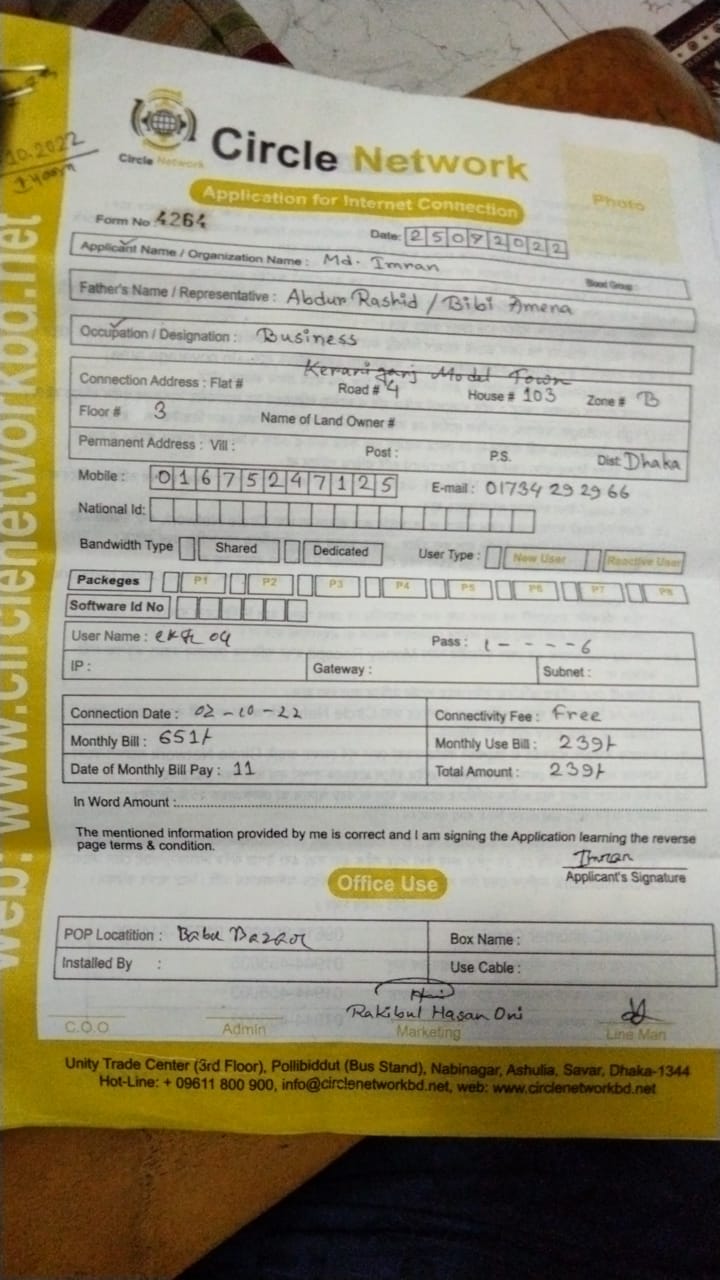 10.2022
Circle Network
Circle Network
Application for Internet Connection
Photo
Form No 4264
Date: 25092022
Applicant Name / Organization Name : Md. Imran
Blood Group :
Father's Name / Representative : Abdur Rashid / Bibi Amena
Occupation / Designation : Business
Keraniganj Model Town
Connection Address : Flat # Road # 4 House # 103 Zone # B
Floor # 3 Name of Land Owner #
Permanent Address : Vill : Post : P.S. Dist: Dhaka
Mobile : 01675247125 E-mail : 01734 29 29 66
National Id:
Bandwidth Type Shared Dedicated User Type : New User Reactive User
Packeges P1 P2 P3 P4 P5 P6 P7 P8
Software Id No
User Name : Pass : 1 - - - - 6
IP : Gateway : Subnet :
Connection Date : 02-10-22 Connectivity Fee : Free
Monthly Bill : 651/- Monthly Use Bill : 239/-
Date of Monthly Bill Pay : 11 Total Amount : 239/-
In Word Amount :
The mentioned information provided by me is correct and I am signing the Application learning the reverse
page terms & condition.
Imran
Applicant's Signature
Office Use
POP Locatition : Babu Bazzar Box Name :
Installed By : Use Cable :
Rakibul Hasan Oni
C.O.O Admin Marketing Line Man
Unity Trade Center (3rd Floor), Pollibiddut (Bus Stand), Nabinagar, Ashulia, Savar, Dhaka-1344
Hot-Line: + 09611 800 900, info@circlenetworkbd.net, web: www.circlenetworkbd.net
web: www.circlenetworkbd.net